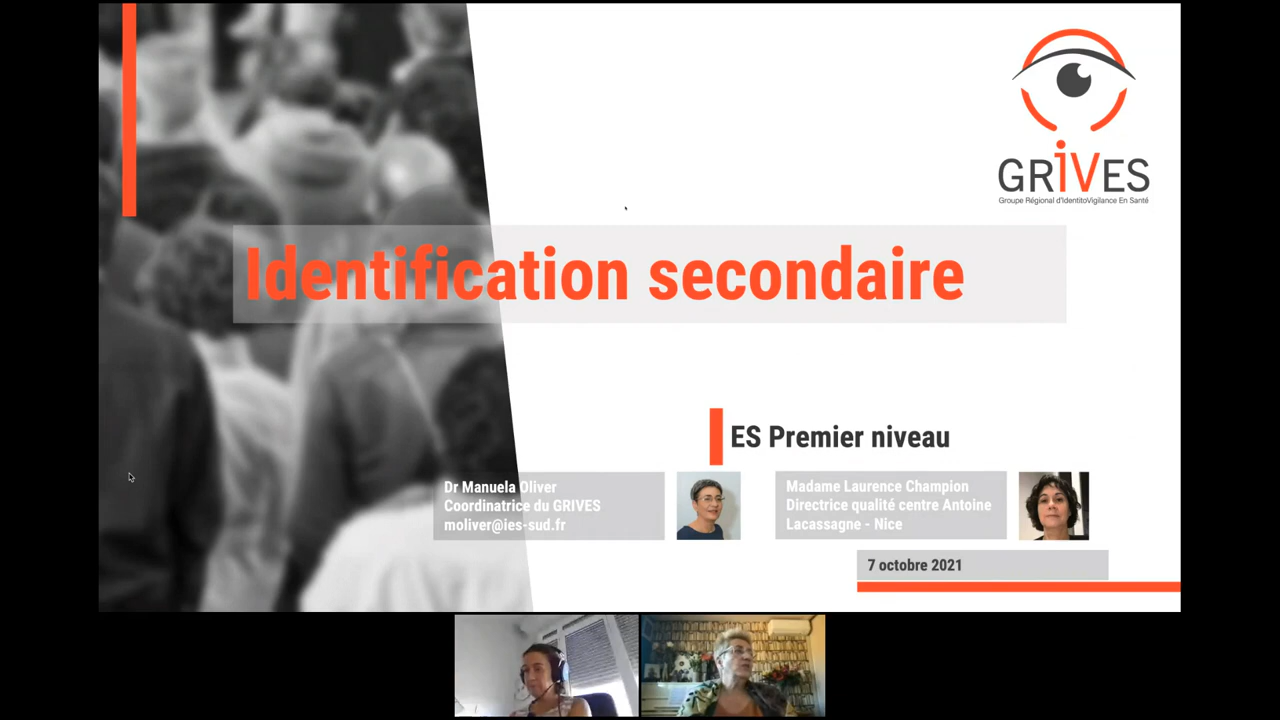 GRiVES
Groupe Régional d'IdentitoVigilance En Santé
Identification secondaire
ES Premier niveau
Dr Manuela Oliver
Coordinatrice du GRIVES
moliver@ies-sud.fr
Madame Laurence Champion
Directrice qualité centre Antoine
Lacassagne - Nice
7 octobre 2021